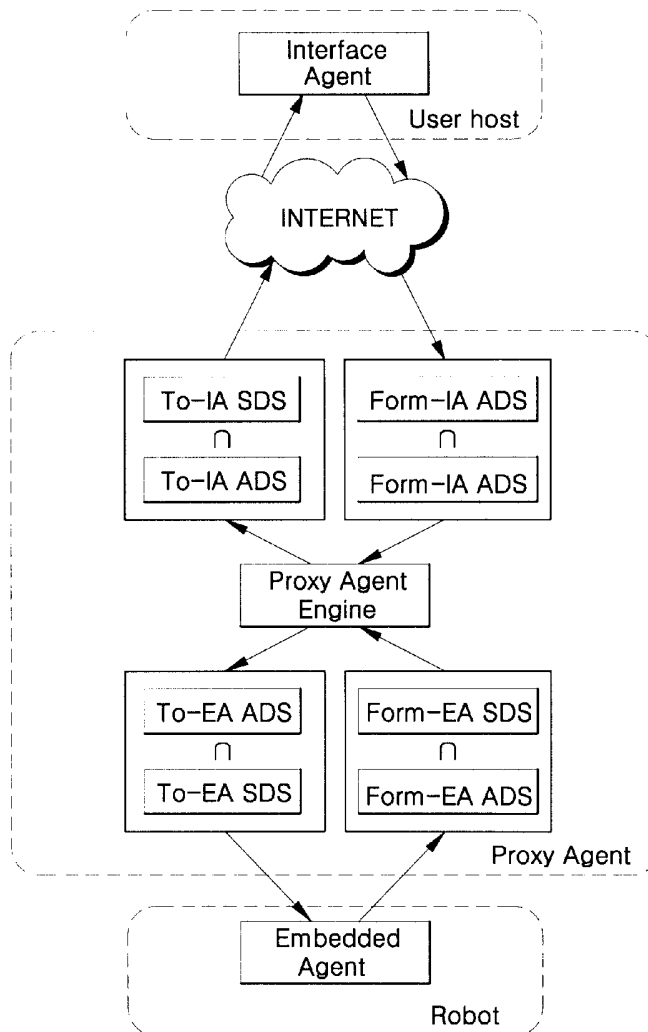 Interface
Agent
User host
INTERNET
To-IA SDS
∩
To-IA ADS
Form-IA ADS
∩
Form-IA ADS
Proxy Agent
Engine
To-EA ADS
∩
To-EA SDS
Form-EA SDS
∩
Form-EA ADS
Proxy Agent
Embedded
Agent
Robot